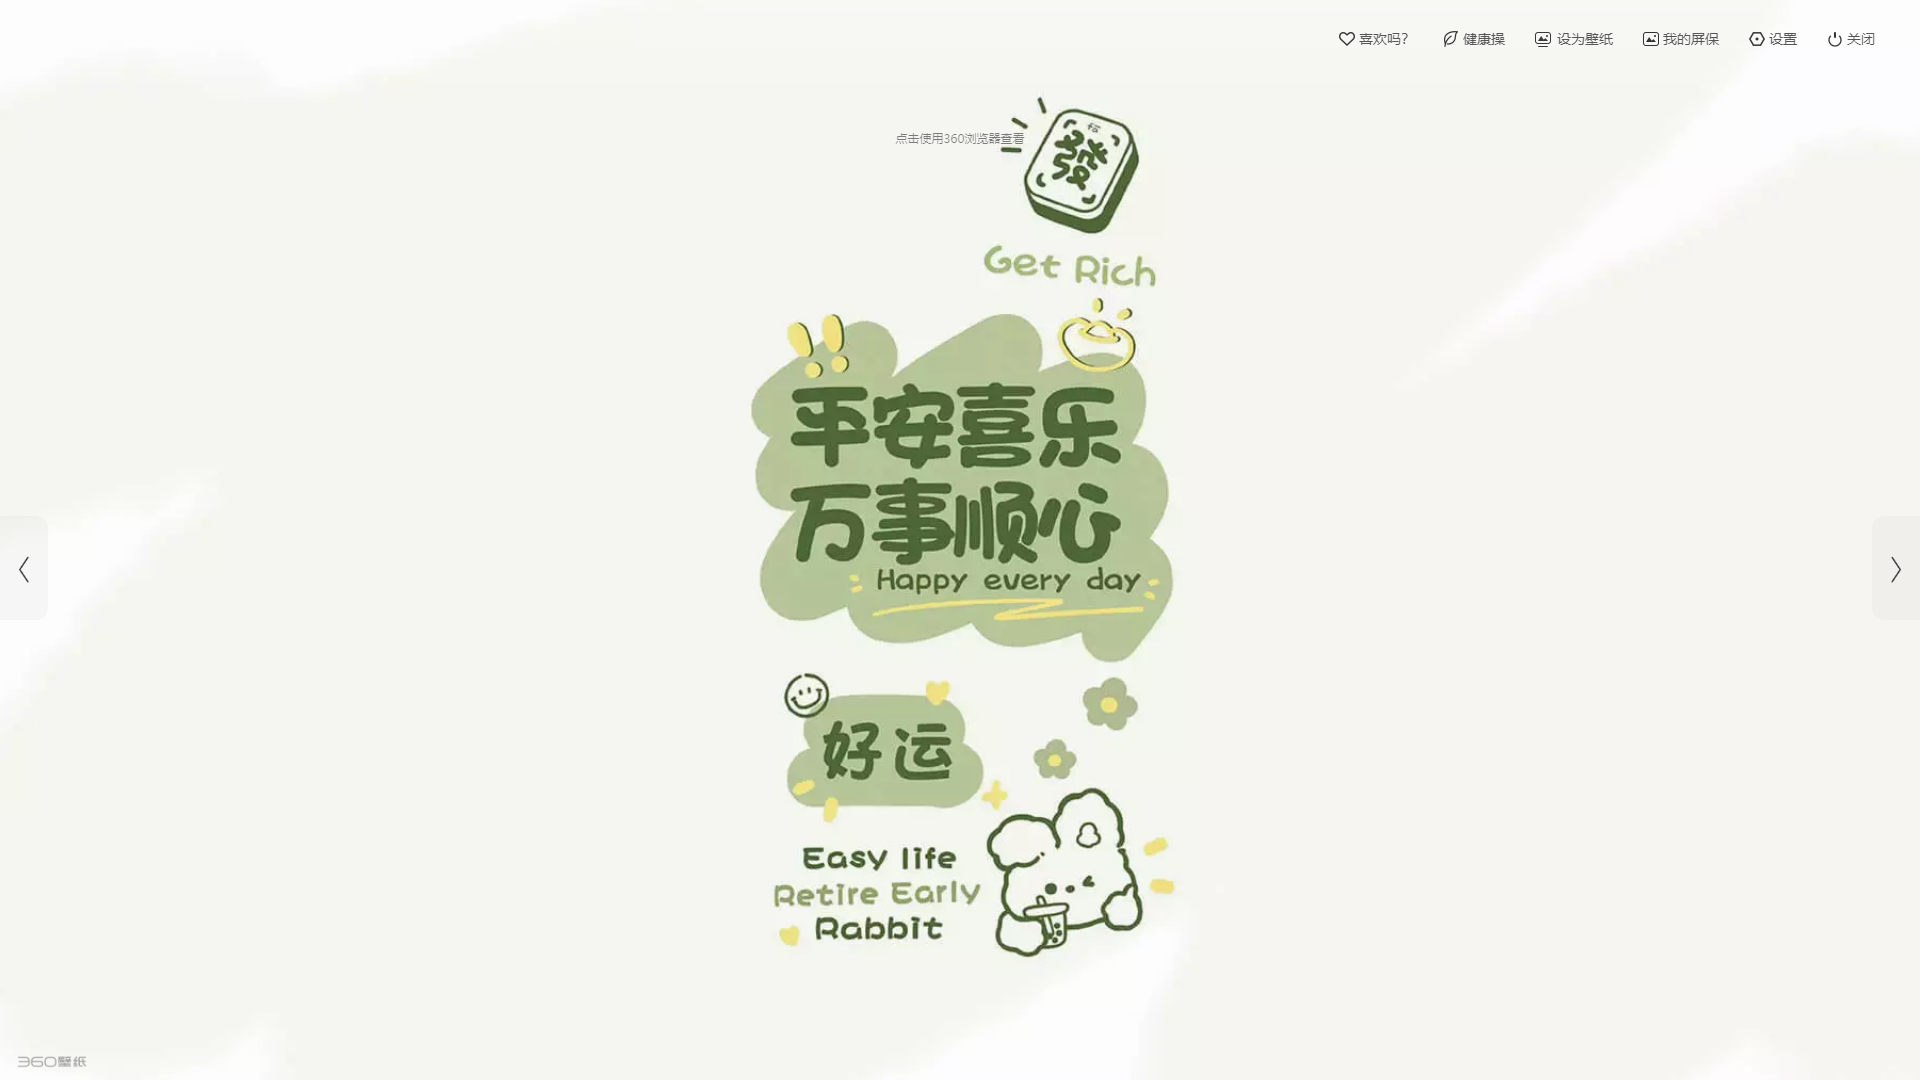 喜欢吗?
健康操
设为壁纸
我的屏保
设置
关闭
点击使用360浏览器查看
發
Get Rich
平安喜乐
万事顺心
Happy every day
好运
Easy life
Retire Early
Rabbit
360壁纸